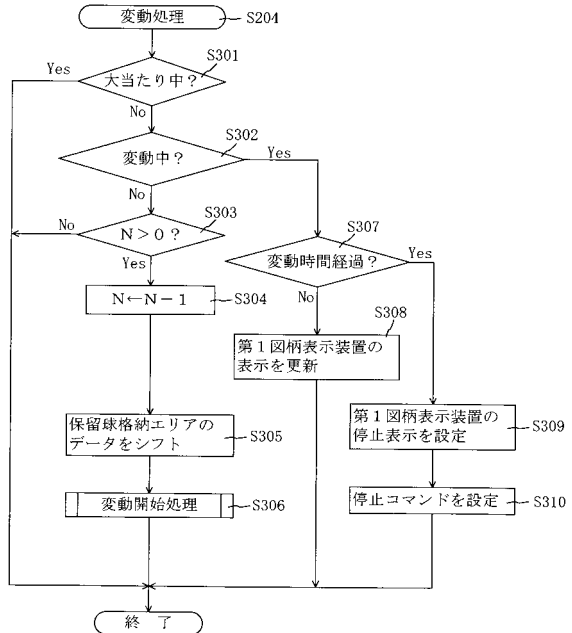 変動処理
S204
S301
Yes
大当たり中？
No
S302
変動中？
Yes
No
S303
No
N＞0？
Yes
S307
変動時間経過？
Yes
No
N←N－1
S304
S308
第1図柄表示装置の
表示を更新
保留球格納エリアの
データをシフト
S305
第1図柄表示装置の
停止表示を設定
S309
変動開始処理
S306
停止コマンドを設定
S310
終 了